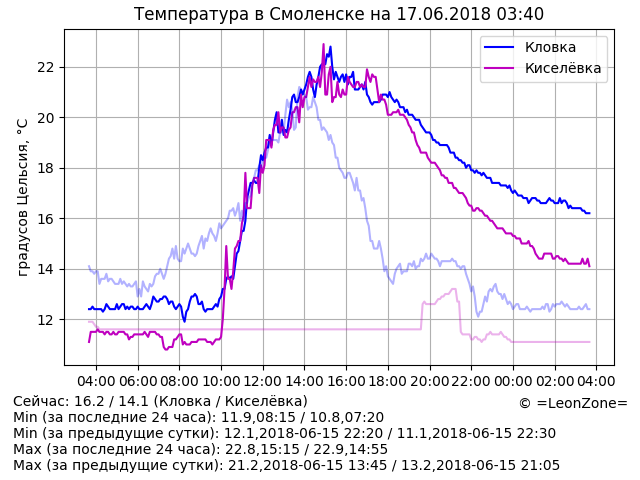 Температура в Смоленске на 17.06.2018 03:40
градусов Цельсия, °C
22
20
18
16
14
12
Кловка
Киселёвка
04:00 06:00 08:00 10:00 12:00 14:00 16:00 18:00 20:00 22:00 00:00 02:00 04:00
Сейчас: 16.2 / 14.1 (Кловка / Киселёвка)
© =LeonZone=
Min (за последние 24 часа): 11.9,08:15 / 10.8,07:20
Min (за предыдущие сутки): 12.1,2018-06-15 22:20 / 11.1,2018-06-15 22:30
Max (за последние 24 часа): 22.8,15:15 / 22.9,14:55
Max (за предыдущие сутки): 21.2,2018-06-15 13:45 / 13.2,2018-06-15 21:05